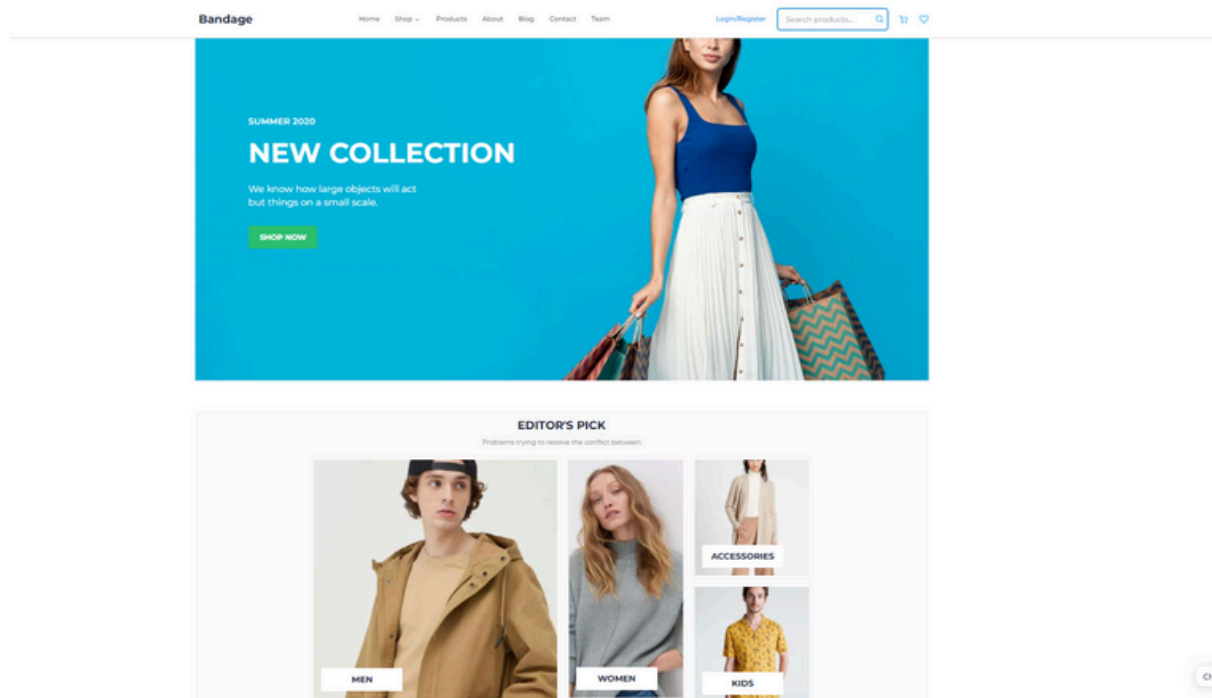 Bandage
Home Shop Products About Blog Contact Team
Login/Register
Search products...
SUMMER 2020
NEW COLLECTION
We know how large objects will act
but things on a small scale.
SHOP NOW
EDITOR'S PICK
Problems trying to resolve the conflict between
ACCESSORIES
MEN
WOMEN
KIDS